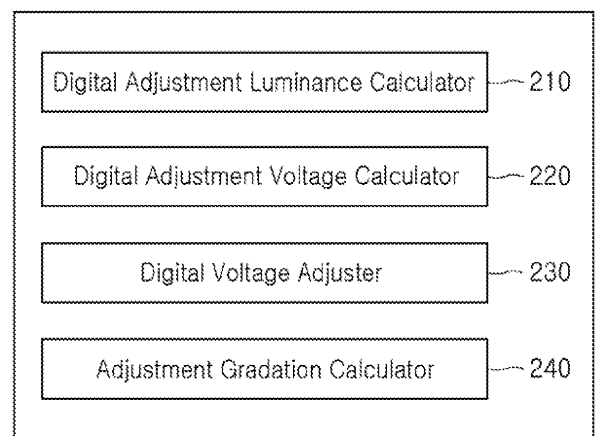 Digital Adjustment Luminance Calculator 210
Digital Adjustment Voltage Calculator 220
Digital Voltage Adjuster 230
Adjustment Gradation Calculator 240